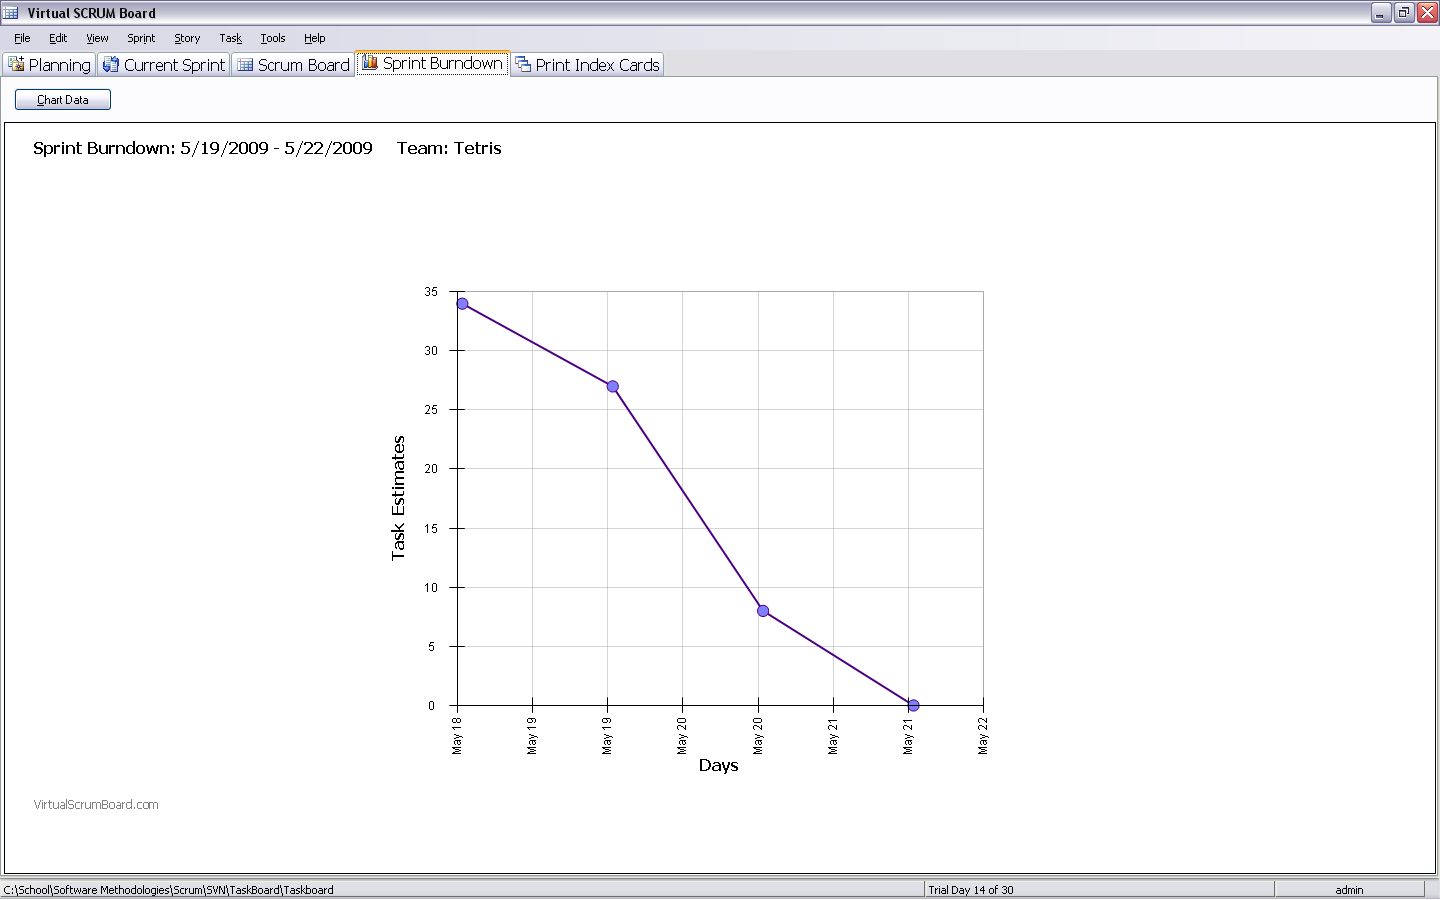 Virtual SCRUM Board
File Edit View Sprint Story Task Tools Help
Planning Current Sprint Scrum Board Sprint Burndown Print Index Cards
Chart Data
Sprint Burndown: 5/19/2009 - 5/22/2009 Team: Tetris
35
30
25
20
15
10
5
0
Task Estimates
May 18 May 19 May 19 May 20 May 20 May 21 May 21 May 22
Days
VirtualScrumBoard.com
C:\School\Software Methodologies\Scrum\SVN\TaskBoard\Taskboard Trial Day 14 of 30 admin